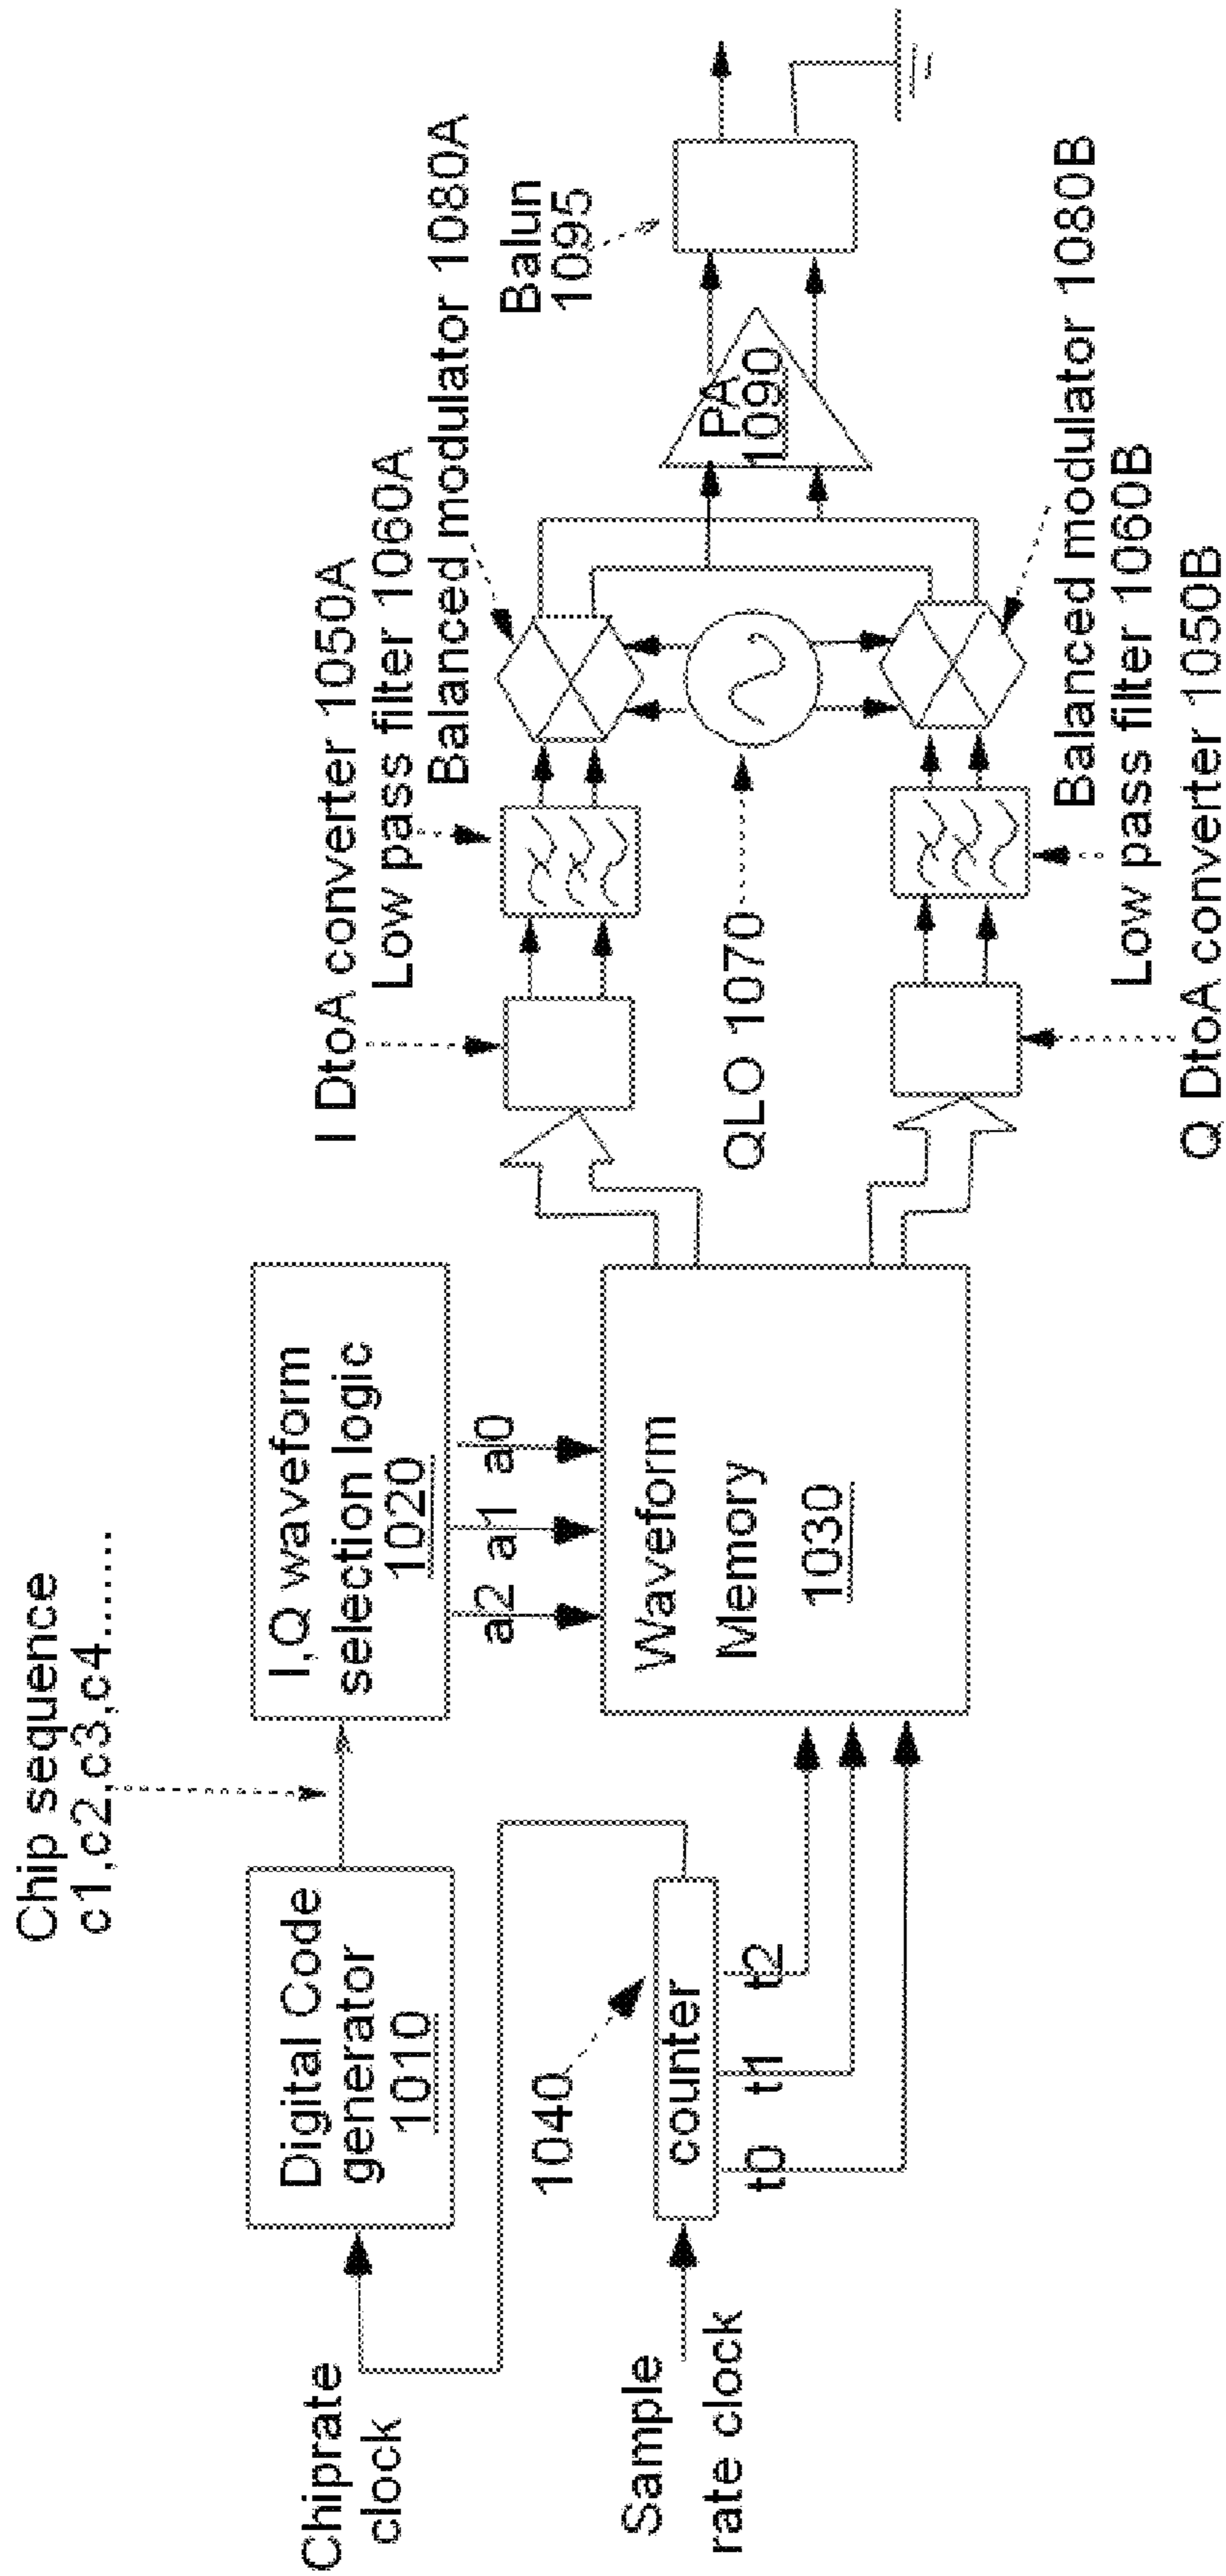 Chip sequence
c1,c2,c3,c4......
Chiprate
clock
Digital Code
generator
1010
I,Q waveform
selection logic
1020
a2 a1 a0
Sample
rate clock
1040
counter
t0 t1 t2
Waveform
Memory
1030
I DtoA converter 1050A
Low pass filter 1060A
Balanced modulator 1080A
Balun
1095
QLO 1070
PA
1090
Balanced modulator 1080B
Low pass filter 1060B
Q DtoA converter 1050B